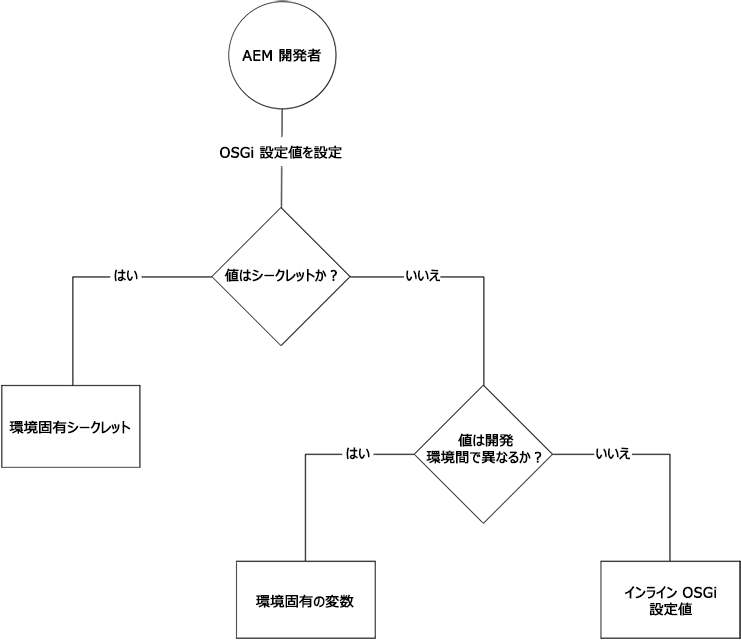 AEM 開発者
OSGi 設定値を設定
はい
値はシークレットか？
いいえ
環境固有シークレット
はい
値は開発
環境間で異なるか？
いいえ
環境固有の変数
インライン OSGi
設定値